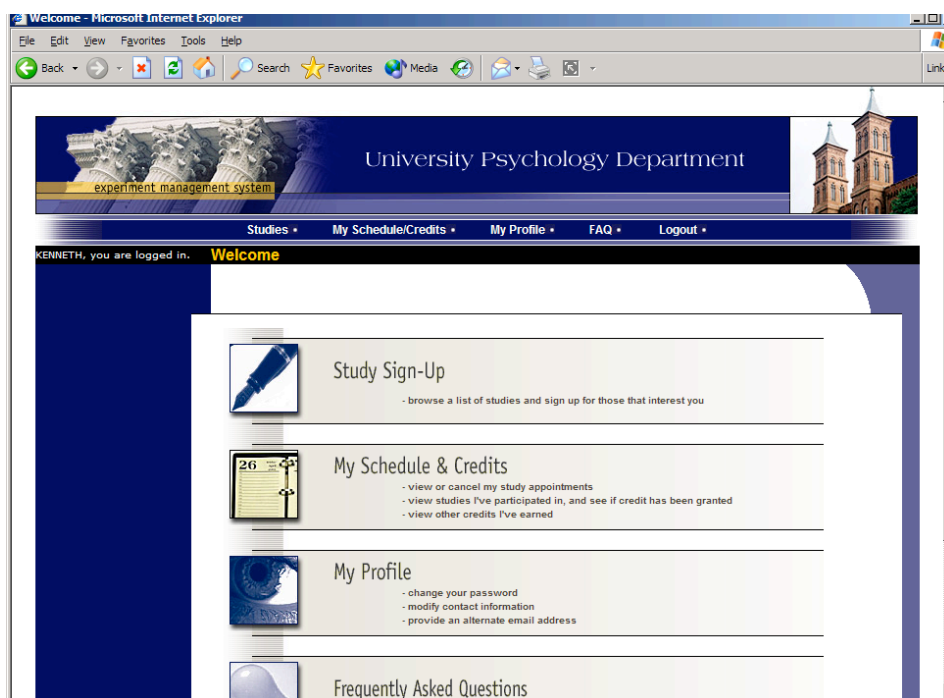 Welcome - Microsoft Internet Explorer
File Edit View Favorites Tools Help
Back Search Favorites Media Link
University Psychology Department
experiment management system
Studies • My Schedule/Credits • My Profile • FAQ • Logout •
KENNETH, you are logged in. Welcome
Study Sign-Up
- browse a list of studies and sign up for those that interest you
26
My Schedule & Credits
- view or cancel my study appointments
- view studies I've participated in, and see if credit has been granted
- view other credits I've earned
My Profile
- change your password
- modify contact information
- provide an alternate email address
Frequently Asked Questions